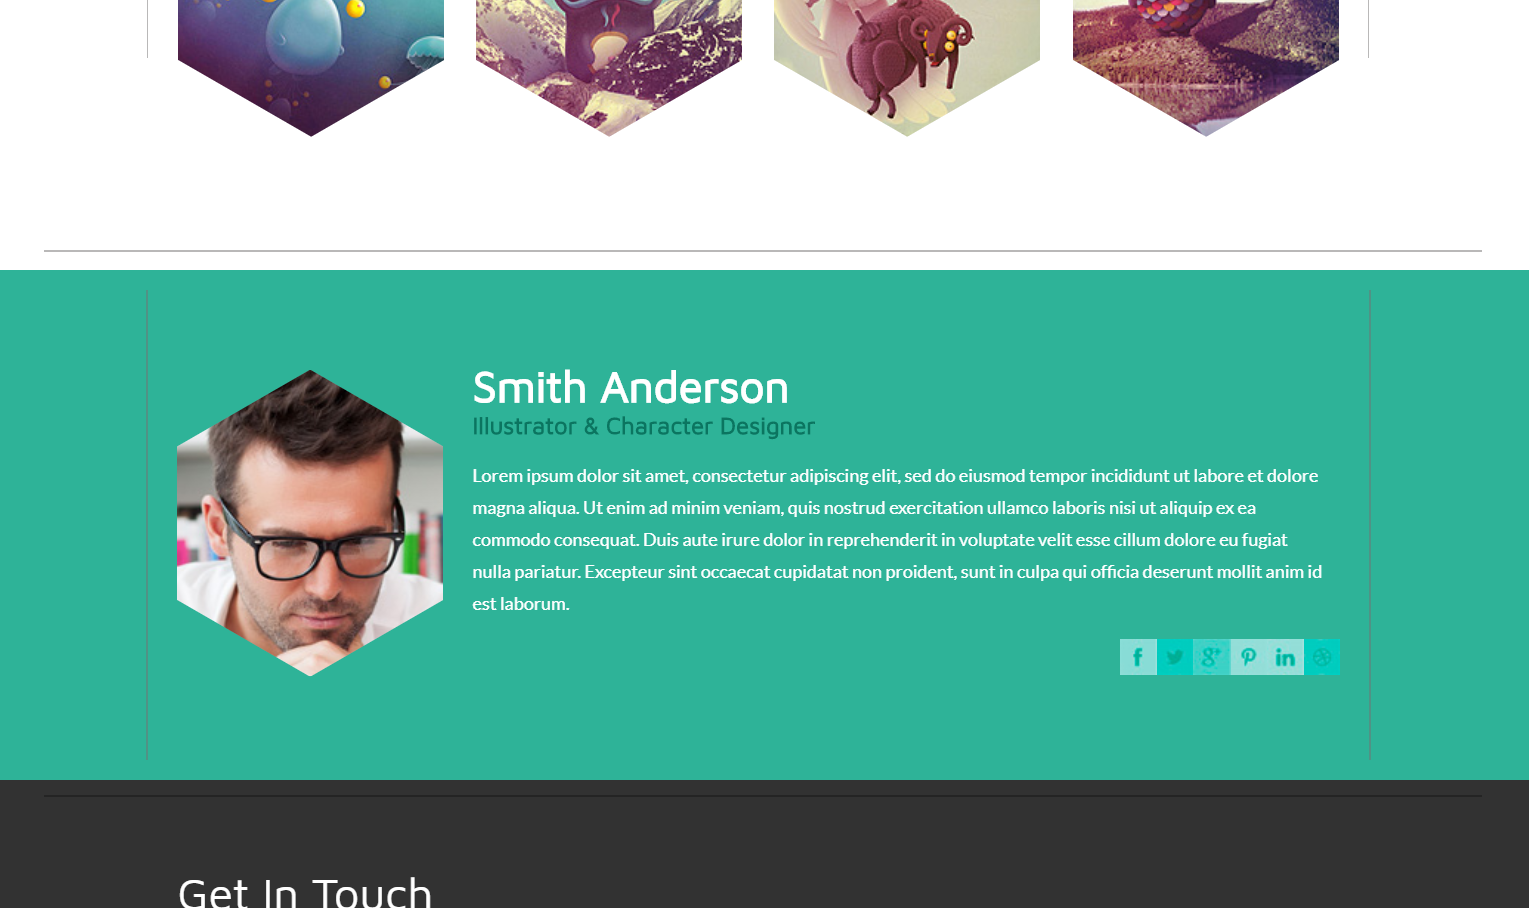 Smith Anderson
Illustrator & Character Designer
Lorem ipsum dolor sit amet, consectetur adipiscing elit, sed do eiusmod tempor incididunt ut labore et dolore
magna aliqua. Ut enim ad minim veniam, quis nostrud exercitation ullamco laboris nisi ut aliquip ex ea
commodo consequat. Duis aute irure dolor in reprehenderit in voluptate velit esse cillum dolore eu fugiat
nulla pariatur. Excepteur sint occaecat cupidatat non proident, sunt in culpa qui officia deserunt mollit anim id
est laborum.
Get In Touch